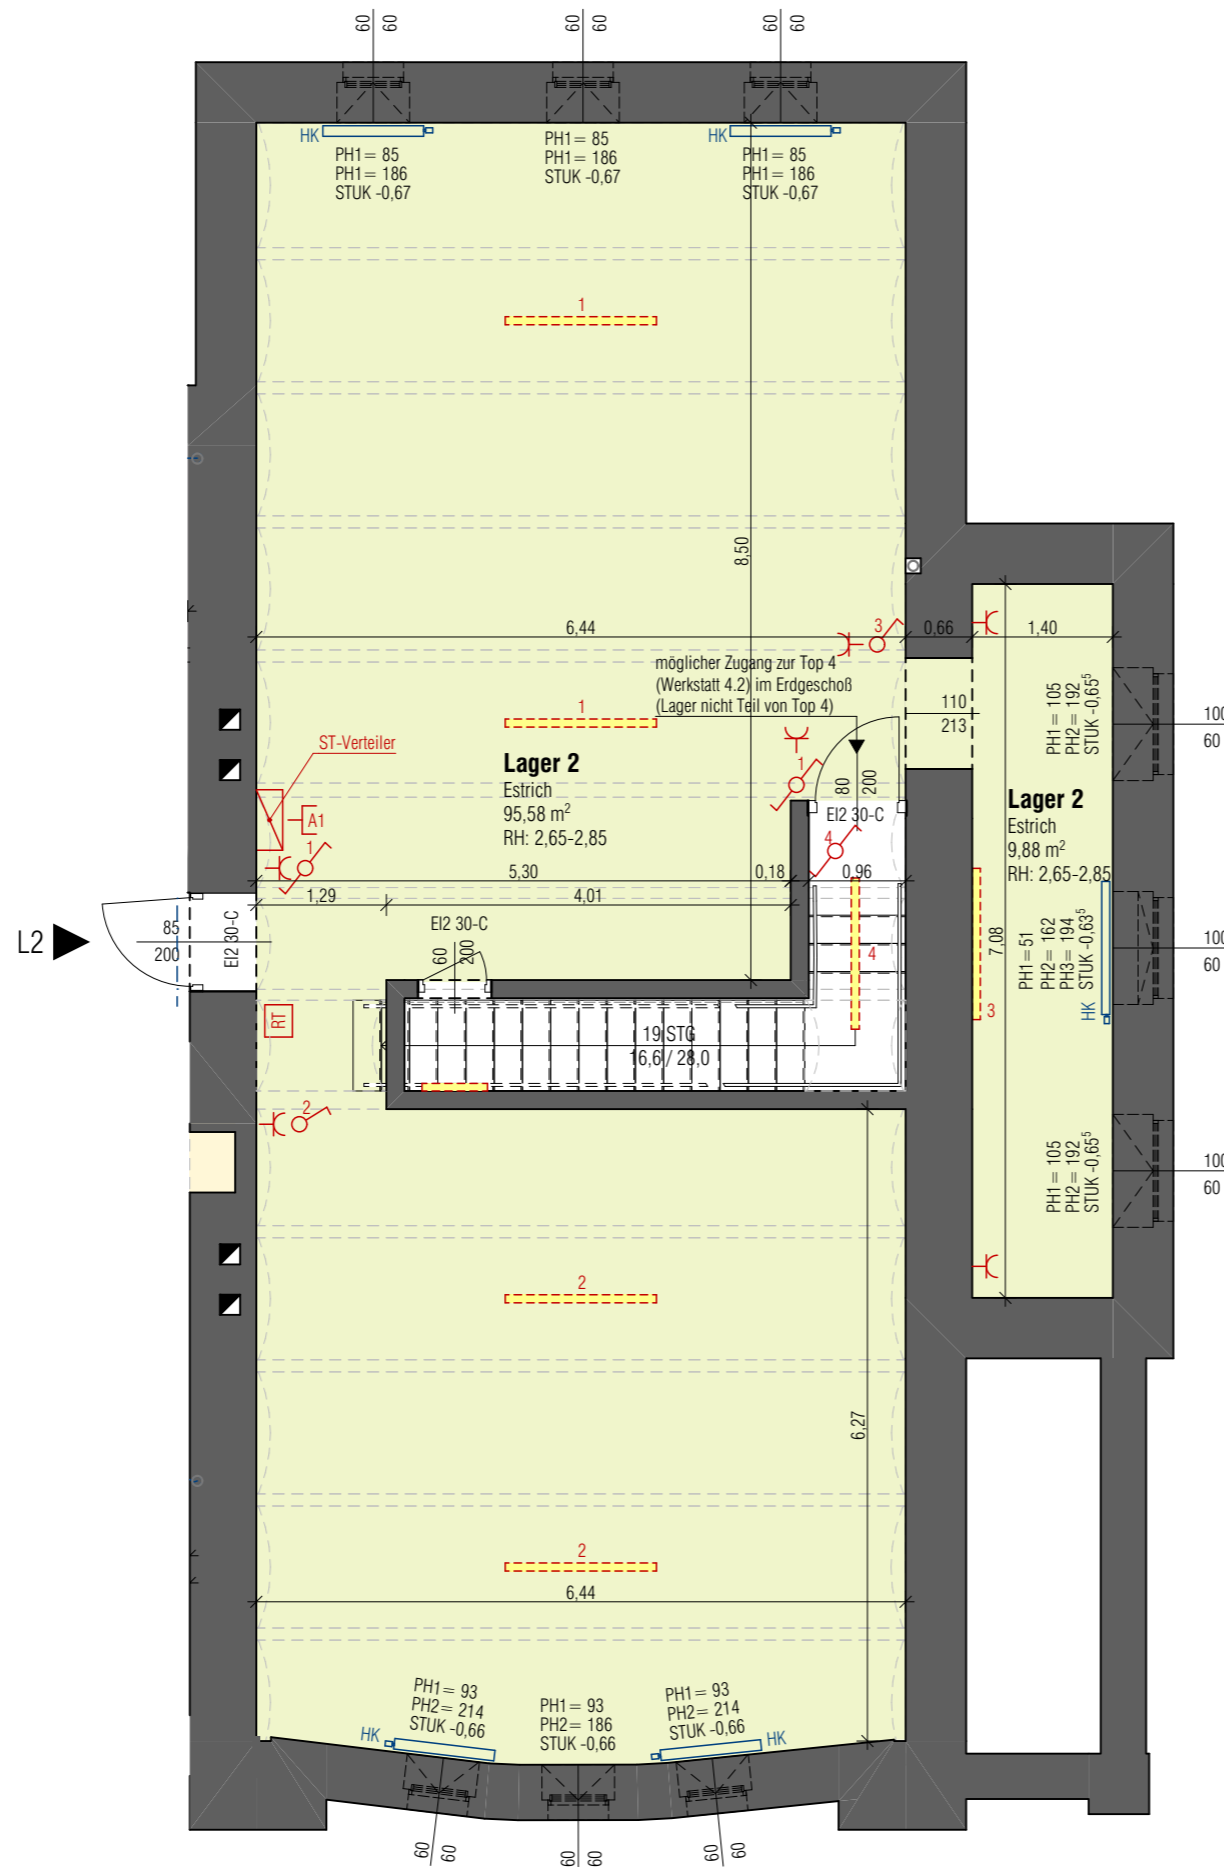 60
60
60
60
60
60
HK
PH1= 85
PH1= 186
STUK -0,67
PH1= 85
PH1= 186
STUK -0,67
HK
PH1= 85
PH1= 186
STUK -0,67
1
8,50
6,44
3
0,66
1,40
möglicher Zugang zur Top 4
(Werkstatt 4.2) im Erdgeschoß
(Lager nicht Teil von Top 4)
110
213
PH1= 105
PH2= 192
STUK -0,65⁵
100
60
1
ST-Verteiler
Lager 2
Estrich
95,58 m²
RH: 2,65-2,85
1
80
200
EI2 30-C
4
Lager 2
Estrich
9,88 m²
RH: 2,65-2,85
A1
1
5,30
0,18
0,96
1,29
4,01
L2
85
200
EI2 30-C
EI2 30-C
60
200
4
7,08
PH1= 51
PH2= 162
PH3= 194
STUK -0,63⁵
HK
100
60
3
RT
19 STG
16,6 / 28,0
2
PH1= 105
PH2= 192
STUK -0,65⁵
100
60
2
6,27
2
6,44
HK
PH1= 93
PH2= 214
STUK -0,66
PH1= 93
PH2= 186
STUK -0,66
PH1= 93
PH2= 214
STUK -0,66
HK
60
60
60
60
60
60